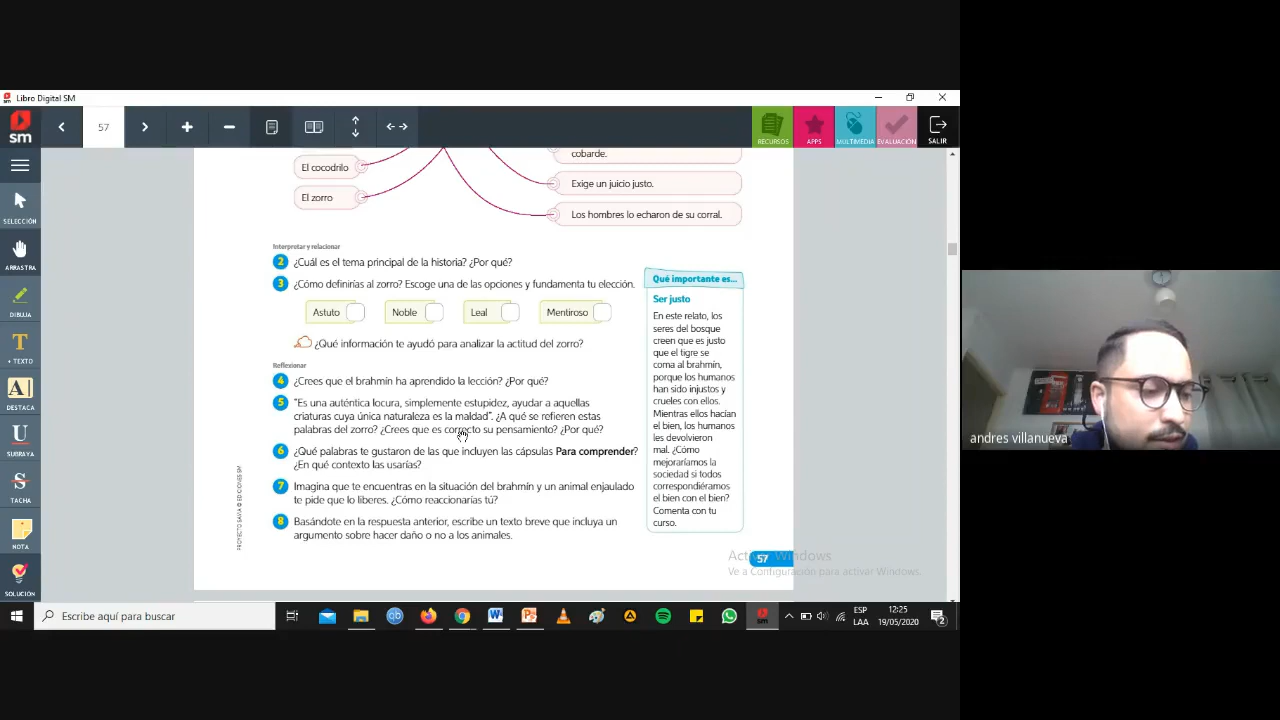 Libro Digital SM
sm
57
RECURSOS
APPS
MULTIMEDIA
EVALUACIÓN
SALIR
SELECCIÓN
ARRASTRA
DIBUJA
T
+ TEXTO
A
DESTACA
U
SUBRAYA
S
TACHA
NOTA
SOLUCIÓN
cobarde.
El cocodrilo
Exige un juicio justo.
El zorro
Los hombres lo echaron de su corral.
Interpretar y relacionar
2 ¿Cuál es el tema principal de la historia? ¿Por qué?
3 ¿Cómo definirías al zorro? Escoge una de las opciones y fundamenta tu elección.
Astuto Noble Leal Mentiroso
¿Qué información te ayudó para analizar la actitud del zorro?
Reflexionar
4 ¿Crees que el brahmín ha aprendido la lección? ¿Por qué?
5 "Es una auténtica locura, simplemente estupidez, ayudar a aquellas
criaturas cuya única naturaleza es la maldad". ¿A qué se refieren estas
palabras del zorro? ¿Crees que es correcto su pensamiento? ¿Por qué?
6 ¿Qué palabras te gustaron de las que incluyen las cápsulas Para comprender?
¿En qué contexto las usarías?
7 Imagina que te encuentras en la situación del brahmín y un animal enjaulado
te pide que lo liberes. ¿Cómo reaccionarías tú?
8 Basándote en la respuesta anterior, escribe un texto breve que incluya un
argumento sobre hacer daño o no a los animales.
Qué importante es...
Ser justo
En este relato, los
seres del bosque
creen que es justo
que el tigre se
coma al brahmín,
porque los humanos
han sido injustos y
crueles con ellos.
Mientras ellos hacían
el bien, los humanos
les devolvieron
mal. ¿Cómo
mejoraríamos la
sociedad si todos
correspondiéramos
el bien con el bien?
Comenta con tu
curso.
57
Activar Windows
Ve a Configuración para activar Windows.
Escribe aquí para buscar
ESP
LAA
12:25
19/05/2020
2
andres villanueva